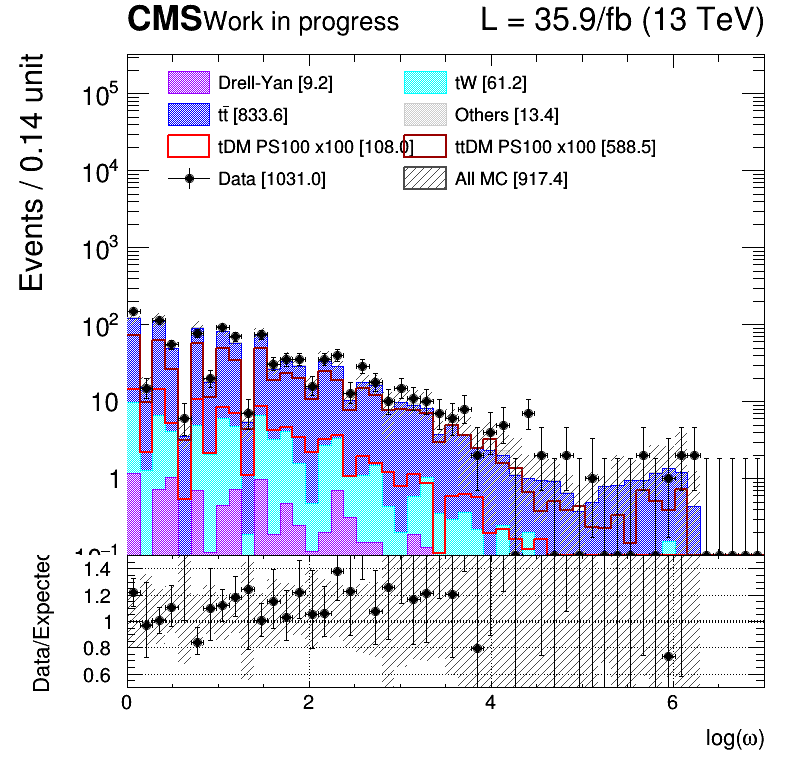 CMS Work in progress L = 35.9/fb (13 TeV)
Events / 0.14 unit
Drell-Yan [9.2] tW [61.2]
tt̄ [833.6] Others [13.4]
tDM PS100 x100 [108.0] ttDM PS100 x100 [588.5]
Data [1031.0] All MC [917.4]
10⁵
10⁴
10³
10²
10
1
10⁻¹
Data/Expected
1.4
1.2
1
0.8
0.6
0 2 4 6
log(ω)